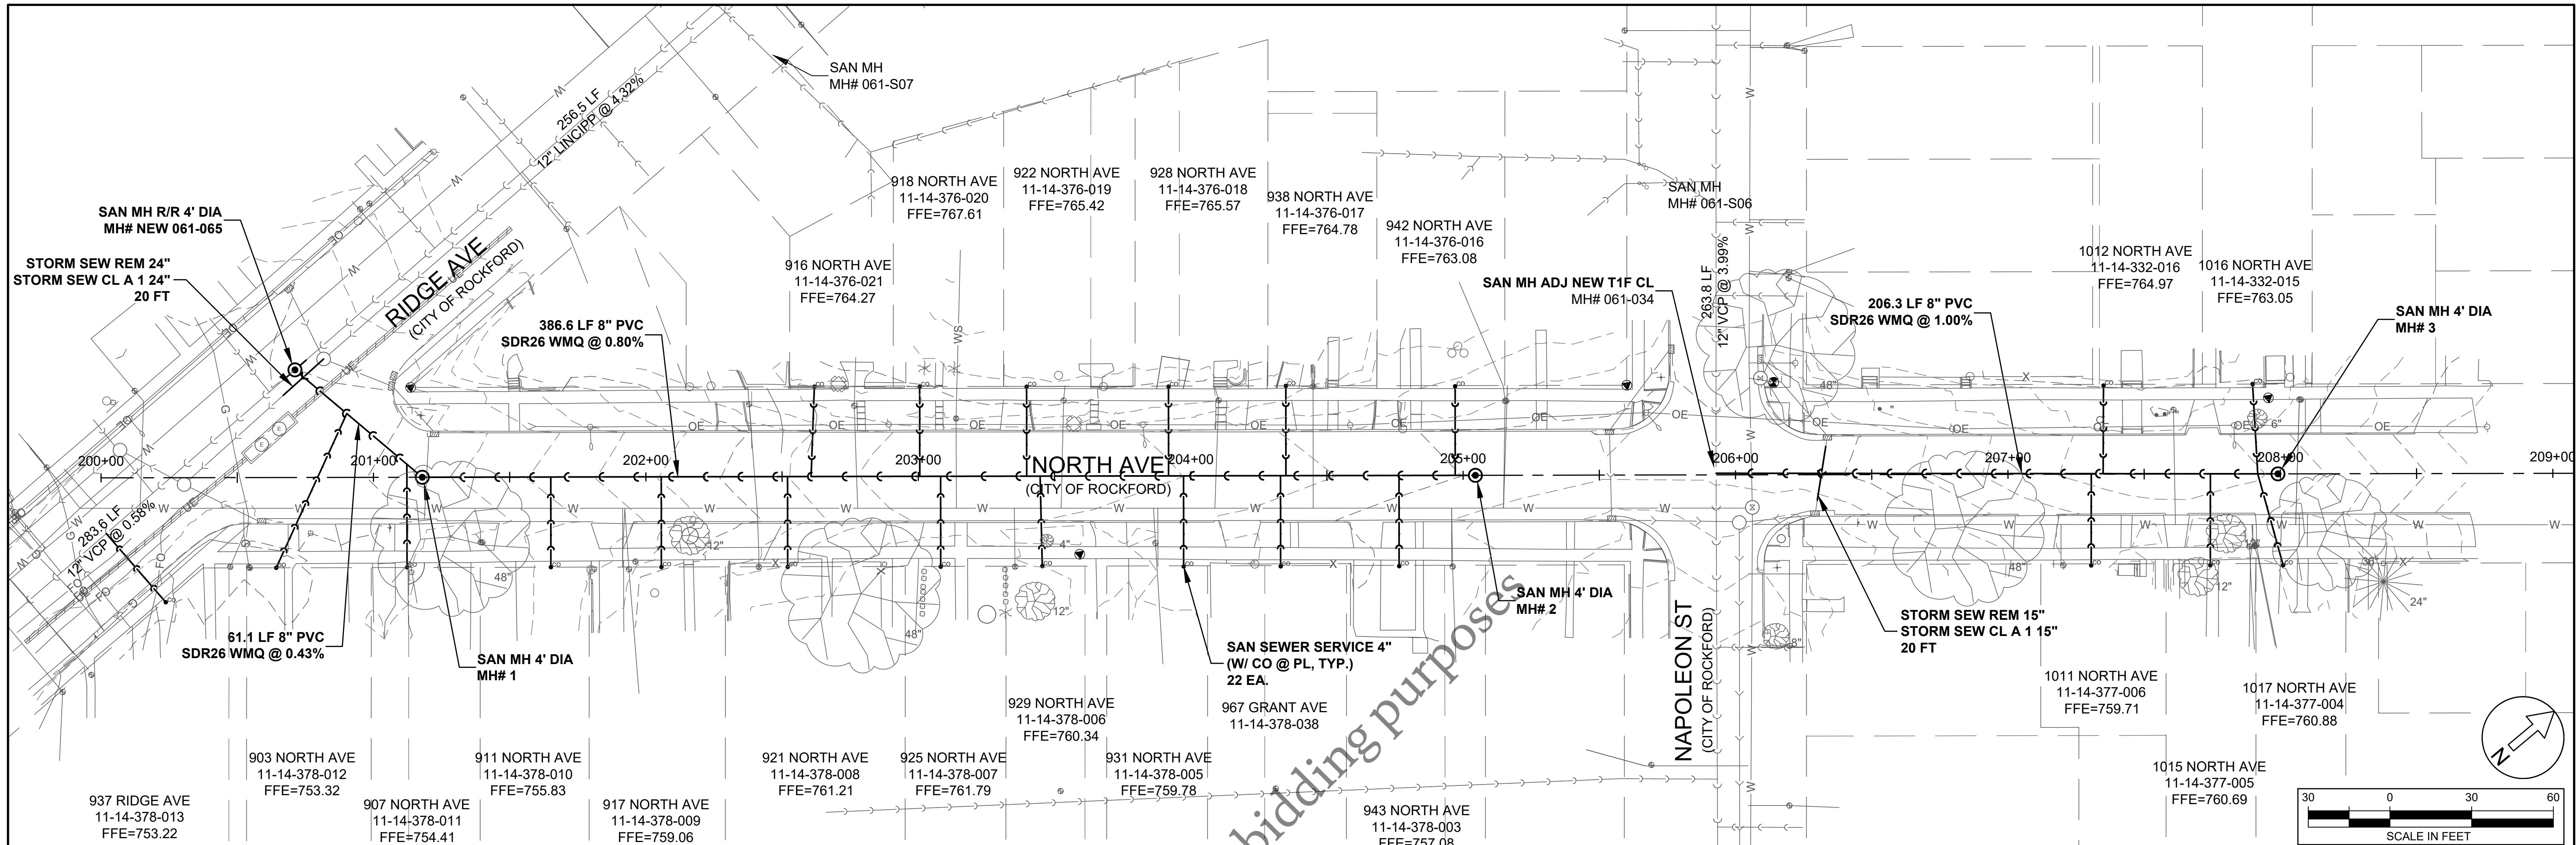 SAN MH
MH# 061-S07
256.5 LF
12" LINCIPP @ 4.32%
SAN MH R/R 4' DIA
MH# NEW 061-065
STORM SEW REM 24"
STORM SEW CL A 1 24"
20 FT
RIDGE AVE
(CITY OF ROCKFORD)
916 NORTH AVE
11-14-376-021
FFE=764.27
918 NORTH AVE
11-14-376-020
FFE=767.61
922 NORTH AVE
11-14-376-019
FFE=765.42
928 NORTH AVE
11-14-376-018
FFE=765.57
938 NORTH AVE
11-14-376-017
FFE=764.78
942 NORTH AVE
11-14-376-016
FFE=763.08
SAN MH
MH# 061-S06
SAN MH ADJ NEW T1F CL
MH# 061-034
263.8 LF
12" VCP @ 3.99%
1012 NORTH AVE
11-14-332-016
FFE=764.97
1016 NORTH AVE
11-14-332-015
FFE=763.05
386.6 LF 8" PVC
SDR26 WMQ @ 0.80%
206.3 LF 8" PVC
SDR26 WMQ @ 1.00%
SAN MH 4' DIA
MH# 3
200+00
201+00
202+00
203+00
204+00
205+00
206+00
207+00
208+00
209+00
NORTH AVE
(CITY OF ROCKFORD)
283.6 LF
12" VCP @ 0.58%
61.1 LF 8" PVC
SDR26 WMQ @ 0.43%
SAN MH 4' DIA
MH# 1
SAN SEWER SERVICE 4"
(W/ CO @ PL, TYP.)
22 EA.
SAN MH 4' DIA
MH# 2
STORM SEW REM 15"
STORM SEW CL A 1 15"
20 FT
NAPOLEON ST
(CITY OF ROCKFORD)
48"
12"
48"
4"
12"
48"
6"
48"
8"
12"
36"
24"
937 RIDGE AVE
11-14-378-013
FFE=753.22
903 NORTH AVE
11-14-378-012
FFE=753.32
907 NORTH AVE
11-14-378-011
FFE=754.41
911 NORTH AVE
11-14-378-010
FFE=755.83
917 NORTH AVE
11-14-378-009
FFE=759.06
921 NORTH AVE
11-14-378-008
FFE=761.21
925 NORTH AVE
11-14-378-007
FFE=761.79
929 NORTH AVE
11-14-378-006
FFE=760.34
931 NORTH AVE
11-14-378-005
FFE=759.78
967 GRANT AVE
11-14-378-038
943 NORTH AVE
11-14-378-003
FFE=757.08
1011 NORTH AVE
11-14-377-006
FFE=759.71
1015 NORTH AVE
11-14-377-005
FFE=760.69
1017 NORTH AVE
11-14-377-004
FFE=760.88
bidding purposes
N
30 0 30 60
SCALE IN FEET